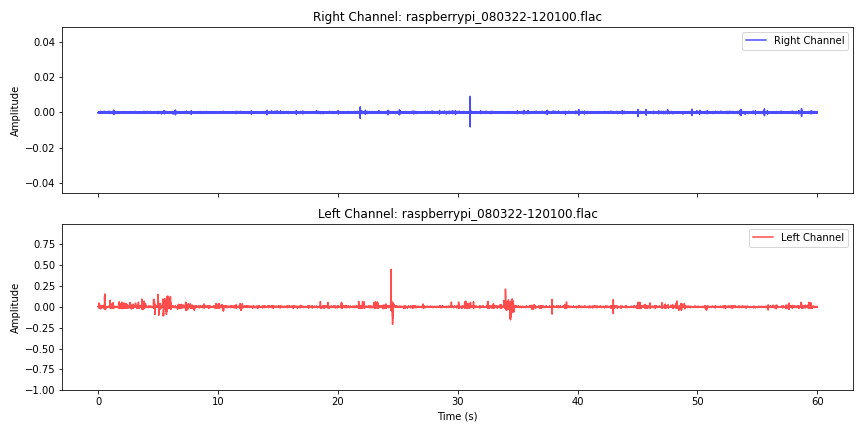 Right Channel: raspberrypi_080322-120100.flac
Right Channel
Amplitude
0.04
0.02
0.00
−0.02
−0.04
Left Channel: raspberrypi_080322-120100.flac
Left Channel
Amplitude
0.75
0.50
0.25
0.00
−0.25
−0.50
−0.75
−1.00
0 10 20 30 40 50 60
Time (s)